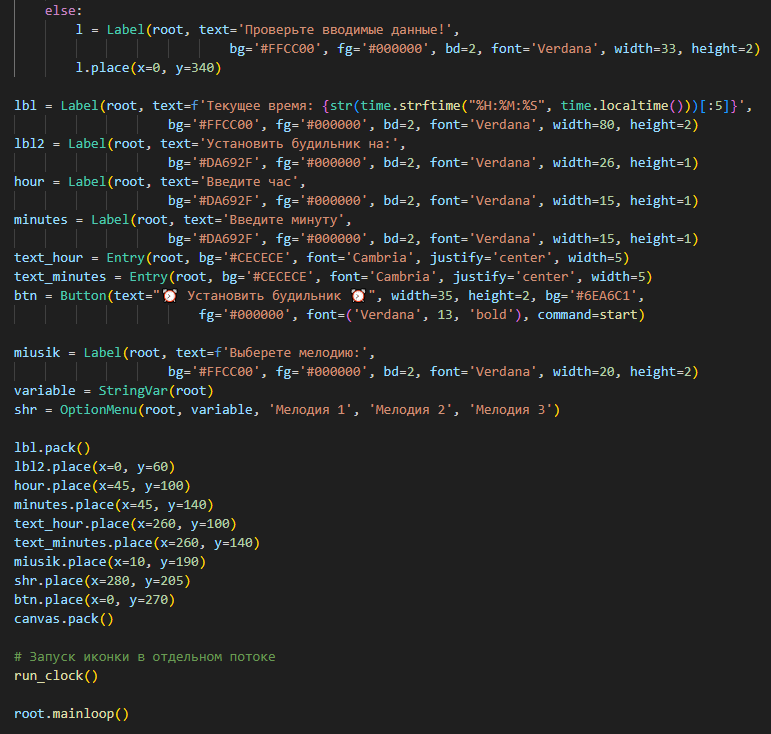 else:
l = Label(root, text='Проверьте вводимые данные!',
bg='#FFCC00', fg='#000000', bd=2, font='Verdana', width=33, height=2)
l.place(x=0, y=340)
lbl = Label(root, text=f'Текущее время: {str(time.strftime("%H:%M:%S", time.localtime()))[:5]}',
bg='#FFCC00', fg='#000000', bd=2, font='Verdana', width=80, height=2)
lbl2 = Label(root, text='Установить будильник на:',
bg='#DA692F', fg='#000000', bd=2, font='Verdana', width=26, height=1)
hour = Label(root, text='Введите час',
bg='#DA692F', fg='#000000', bd=2, font='Verdana', width=15, height=1)
minutes = Label(root, text='Введите минуту',
bg='#DA692F', fg='#000000', bd=2, font='Verdana', width=15, height=1)
text_hour = Entry(root, bg='#CECECE', font='Cambria', justify='center', width=5)
text_minutes = Entry(root, bg='#CECECE', font='Cambria', justify='center', width=5)
btn = Button(text="⏰ Установить будильник ⏰", width=35, height=2, bg='#6EA6C1',
fg='#000000', font=('Verdana', 13, 'bold'), command=start)
miusik = Label(root, text=f'Выберете мелодию:',
bg='#FFCC00', fg='#000000', bd=2, font='Verdana', width=20, height=2)
variable = StringVar(root)
shr = OptionMenu(root, variable, 'Мелодия 1', 'Мелодия 2', 'Мелодия 3')
lbl.pack()
lbl2.place(x=0, y=60)
hour.place(x=45, y=100)
minutes.place(x=45, y=140)
text_hour.place(x=260, y=100)
text_minutes.place(x=260, y=140)
miusik.place(x=10, y=190)
shr.place(x=280, y=205)
btn.place(x=0, y=270)
canvas.pack()
# Запуск иконки в отдельном потоке
run_clock()
root.mainloop()